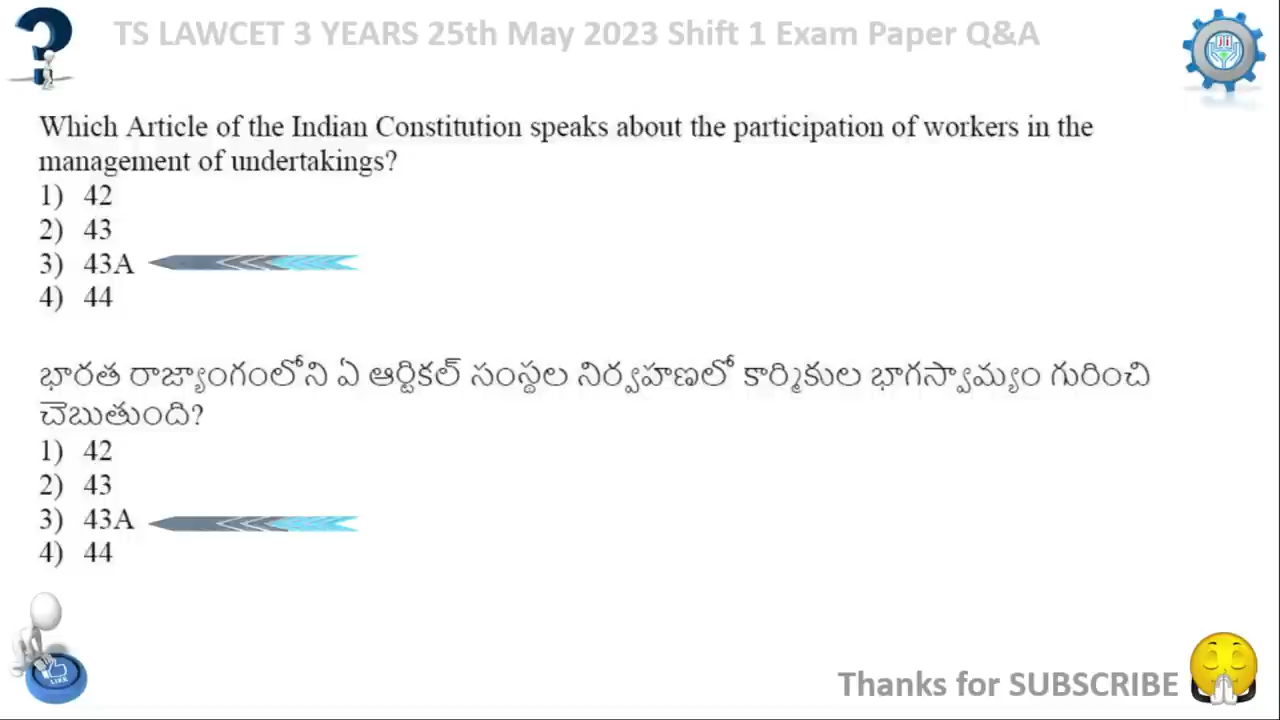 TS LAWCET 3 YEARS 25th May 2023 Shift 1 Exam Paper Q&A
Which Article of the Indian Constitution speaks about the participation of workers in the
management of undertakings?
1) 42
2) 43
3) 43A
4) 44
భారత రాజ్యాంగంలోని ఏ ఆర్టికల్ సంస్థల నిర్వహణలో కార్మికుల భాగస్వామ్యం గురించి
చెబుతుంది?
1) 42
2) 43
3) 43A
4) 44
LIKE
Thanks for SUBSCRIBE